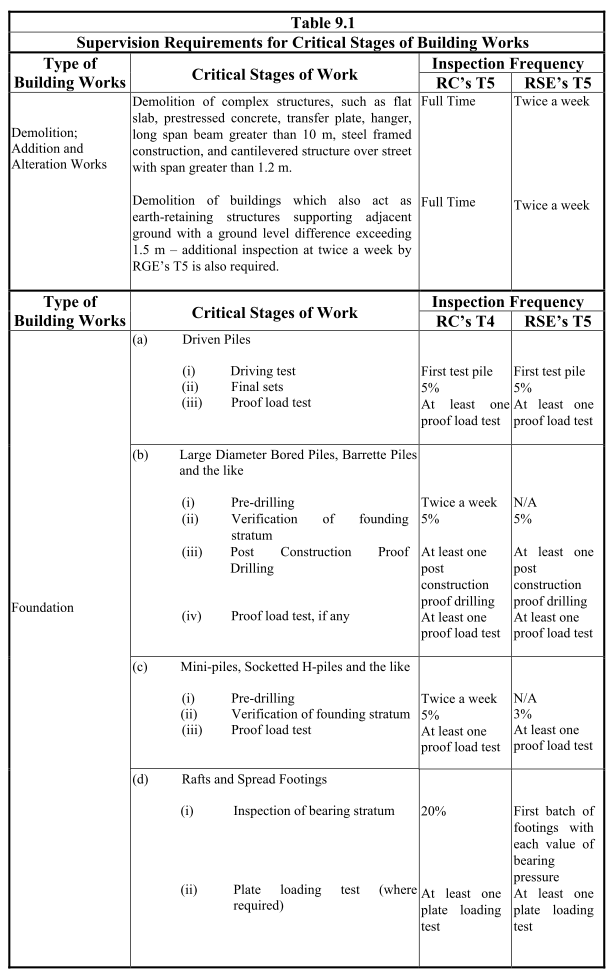 Table 9.1
Supervision Requirements for Critical Stages of Building Works
Type of
Building Works
Critical Stages of Work
Inspection Frequency
RC's T5
RSE's T5
Demolition;
Addition and
Alteration Works
Demolition of complex structures, such as flat
slab, prestressed concrete, transfer plate, hanger,
long span beam greater than 10 m, steel framed
construction, and cantilevered structure over street
with span greater than 1.2 m.
Full Time
Twice a week
Demolition of buildings which also act as
earth-retaining structures supporting adjacent
ground with a ground level difference exceeding
1.5 m – additional inspection at twice a week by
RGE's T5 is also required.
Full Time
Twice a week
Type of
Building Works
Critical Stages of Work
Inspection Frequency
RC's T4
RSE's T5
Foundation
(a) Driven Piles
(i) Driving test
First test pile
First test pile
(ii) Final sets
5%
5%
(iii) Proof load test
At least one
proof load test
At least one
proof load test
(b) Large Diameter Bored Piles, Barrette Piles
and the like
(i) Pre-drilling
Twice a week
N/A
(ii) Verification of founding
stratum
5%
5%
(iii) Post Construction Proof
Drilling
At least one
post
construction
proof drilling
At least one
post
construction
proof drilling
(iv) Proof load test, if any
At least one
proof load test
At least one
proof load test
(c) Mini-piles, Socketted H-piles and the like
(i) Pre-drilling
Twice a week
N/A
(ii) Verification of founding stratum
5%
3%
(iii) Proof load test
At least one
proof load test
At least one
proof load test
(d) Rafts and Spread Footings
(i) Inspection of bearing stratum
20%
First batch of
footings with
each value of
bearing
pressure
(ii) Plate loading test (where
required)
At least one
plate loading
test
At least one
plate loading
test